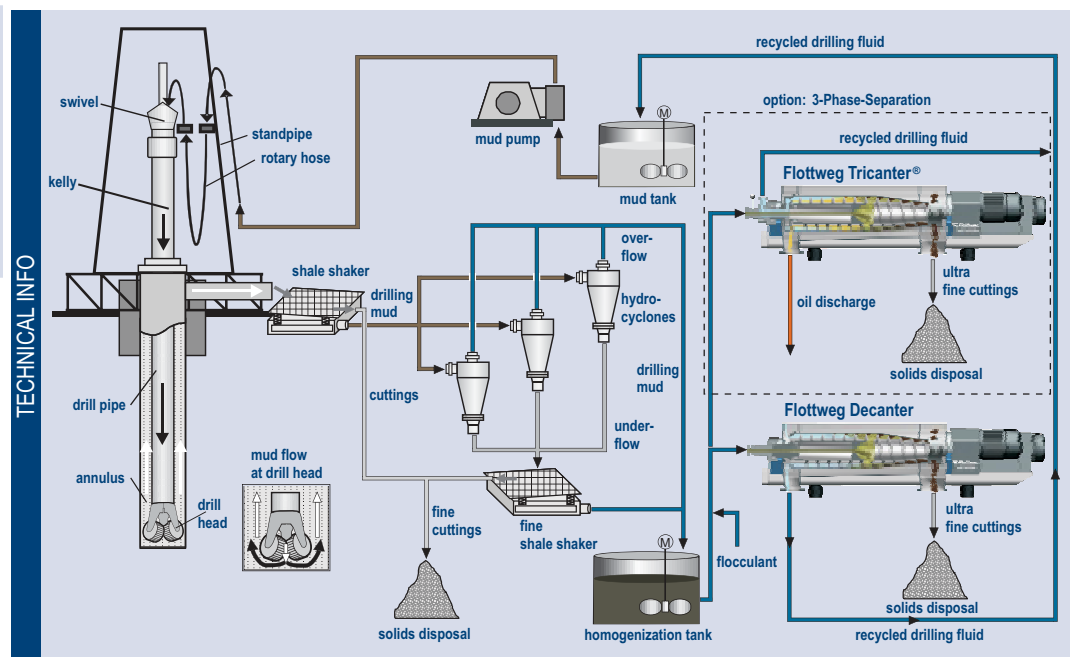 TECHNICAL INFO
swivel
standpipe
rotary hose
kelly
drill pipe
annulus
drill
head
mud flow
at drill head
shale shaker
drilling
mud
cuttings
mud pump
M
mud tank
recycled drilling fluid
over-
flow
hydro-
cyclones
drilling
mud
under-
flow
fine
cuttings
solids disposal
fine
shale shaker
M
homogenization tank
flocculant
option: 3-Phase-Separation
recycled drilling fluid
Flottweg Tricanter®
oil discharge
ultra
fine cuttings
solids disposal
Flottweg Decanter
ultra
fine cuttings
solids disposal
recycled drilling fluid